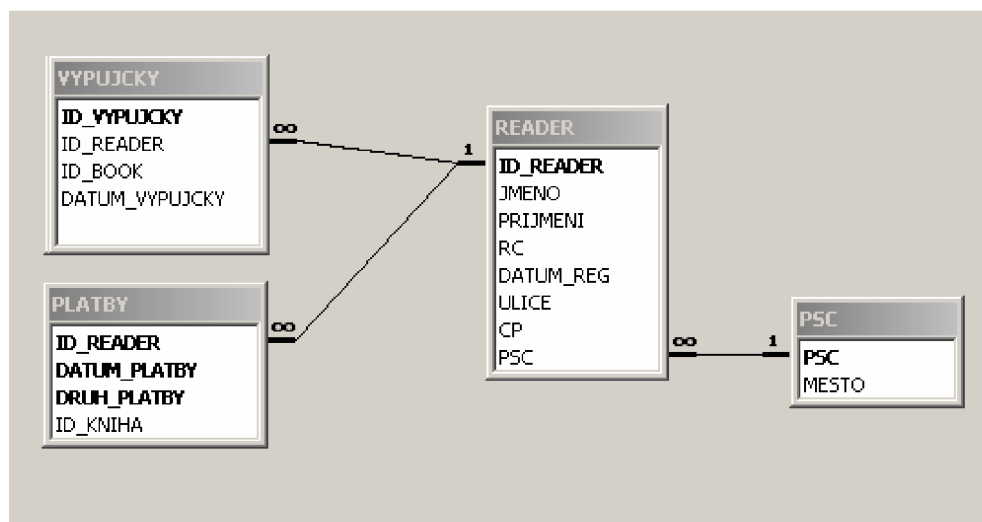 VYPUJCKY
ID_VYPUJCKY
ID_READER
ID_BOOK
DATUM_VYPUJCKY
∞
1
READER
ID_READER
JMENO
PRIJMENI
RC
DATUM_REG
ULICE
CP
PSC
PLATBY
ID_READER
DATUM_PLATBY
DRUH_PLATBY
ID_KNIHA
∞
∞
1
PSC
PSC
MESTO